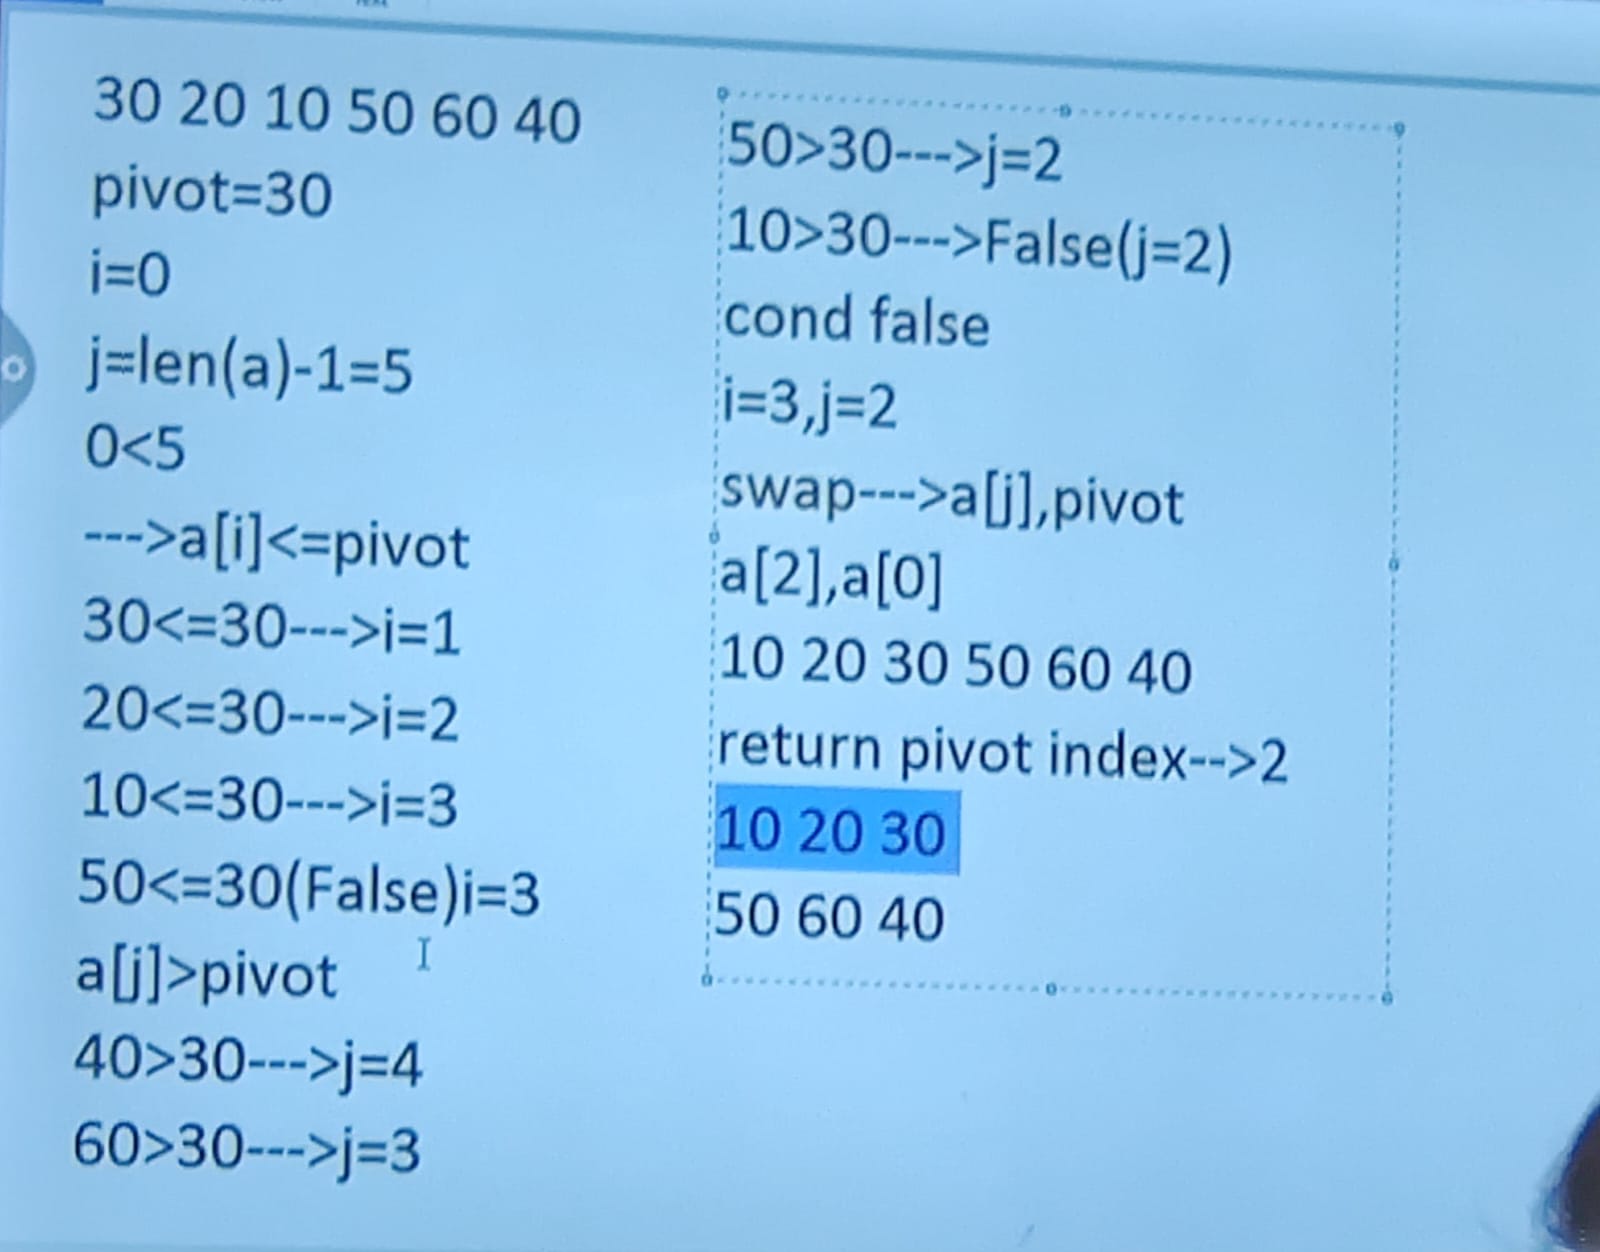 30 20 10 50 60 40
pivot=30
i=0
j=len(a)-1=5
0<5
--->a[i]<=pivot
30<=30--->i=1
20<=30--->i=2
10<=30--->i=3
50<=30(False)i=3
a[j]>pivot
40>30--->j=4
60>30--->j=3
50>30--->j=2
10>30--->False(j=2)
cond false
i=3,j=2
swap--->a[j],pivot
a[2],a[0]
10 20 30 50 60 40
return pivot index-->2
10 20 30
50 60 40